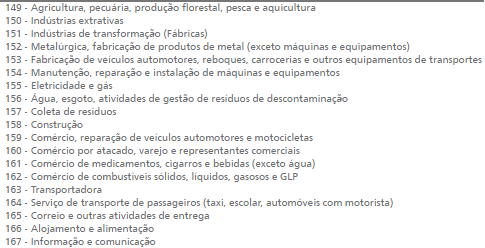 149 - Agricultura, pecuária, produção florestal, pesca e aquicultura
150 - Indústrias extrativas
151 - Indústrias de transformação (Fábricas)
152 - Metalúrgica, fabricação de produtos de metal (exceto máquinas e equipamentos)
153 - Fabricação de veículos automotores, reboques, carrocerias e outros equipamentos de transportes
154 - Manutenção, reparação e instalação de máquinas e equipamentos
155 - Eletricidade e gás
156 - Água, esgoto, atividades de gestão de resíduos de descontaminação
157 - Coleta de resíduos
158 - Construção
159 - Comércio, reparação de veículos automotores e motocicletas
160 - Comércio por atacado, varejo e representantes comerciais
161 - Comércio de medicamentos, cigarros e bebidas (exceto água)
162 - Comércio de combustíveis sólidos, líquidos, gasosos e GLP
163 - Transportadora
164 - Serviço de transporte de passageiros (taxi, escolar, automóveis com motorista)
165 - Correio e outras atividades de entrega
166 - Alojamento e alimentação
167 - Informação e comunicação